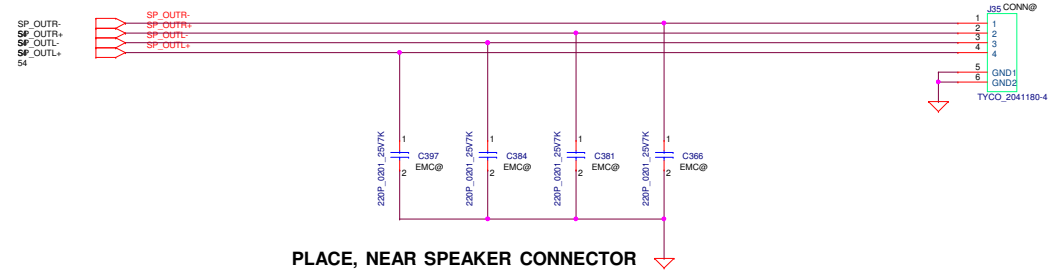 J35 CONN@
SP_OUTR-
SP_OUTR-
1
1
SP_OUTR+
SP_OUTR+
2
2
SP_OUTL-
SP_OUTL-
3
3
SP_OUTL+
SP_OUTL+
4
4
54
5
GND1
6
GND2
TYCO_2041180-4
220P_0201_25V7K
1
C397
EMC@
2
220P_0201_25V7K
1
C384
EMC@
2
220P_0201_25V7K
1
C381
EMC@
2
220P_0201_25V7K
1
C366
EMC@
2
PLACE, NEAR SPEAKER CONNECTOR